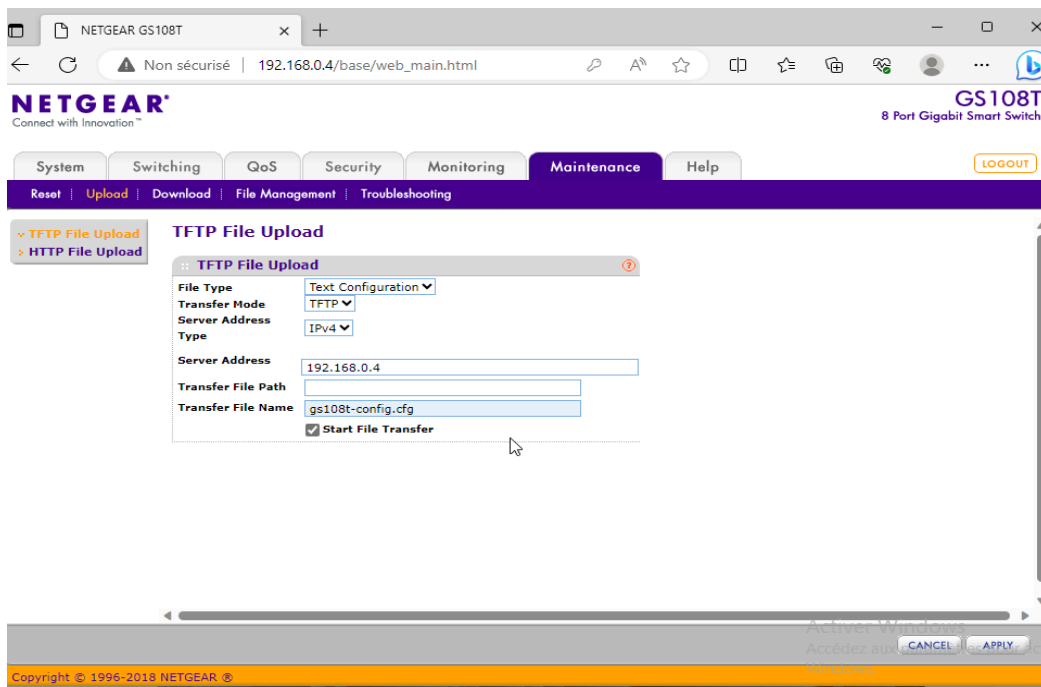 NETGEAR GS108T
Non sécurisé | 192.168.0.4/base/web_main.html
NETGEAR
Connect with Innovation™
GS108T
8 Port Gigabit Smart Switch
System Switching QoS Security Monitoring Maintenance Help LOGOUT
Reset | Upload | Download | File Management | Troubleshooting
TFTP File Upload
HTTP File Upload
TFTP File Upload
TFTP File Upload
File Type Text Configuration
Transfer Mode TFTP
Server Address Type IPv4
Server Address 192.168.0.4
Transfer File Path
Transfer File Name gs108t-config.cfg
Start File Transfer
Activer Windows
Accédez aux
Windows.
CANCEL APPLY
Copyright © 1996-2018 NETGEAR ®